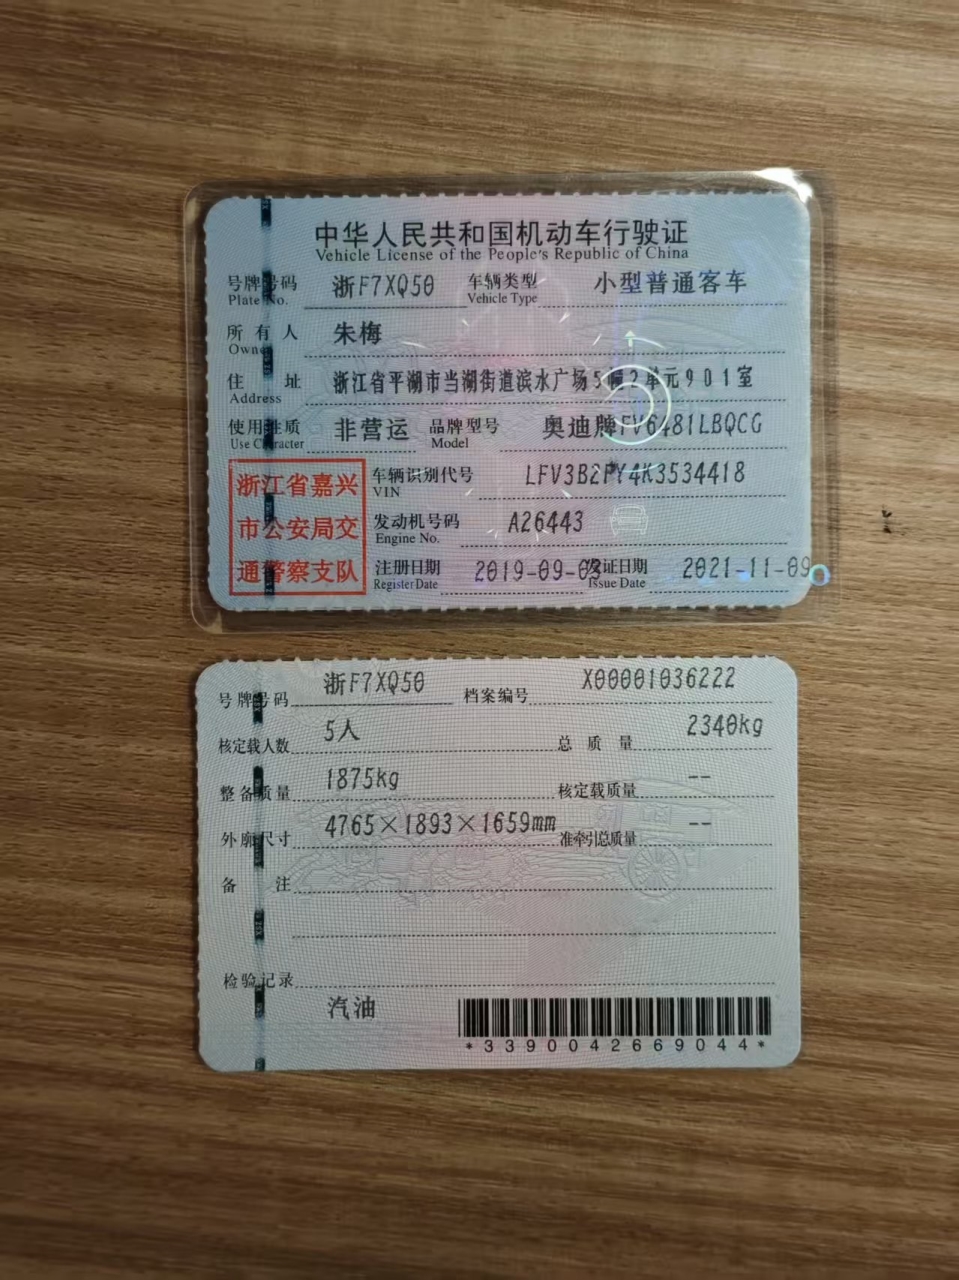 中华人民共和国机动车行驶证
Vehicle License of the People's Republic of China
号牌号码 浙F7XQ50 车辆类型 小型普通客车
Plate No. Vehicle Type
所有人 朱梅
Owner
住址 浙江省平湖市当湖街道滨水广场5幢2单元901室
Address
使用性质 非营运 品牌型号 奥迪牌FV6481LBQCG
Use Character Model
浙江省嘉兴
市公安局交
通警察支队
车辆识别代号 LFV3B2FY4K3534418
VIN
发动机号码 A26443
Engine No.
注册日期 2019-09-09 发证日期 2021-11-09
Register Date Issue Date
号牌号码 浙F7XQ50 档案编号 X00001036222
核定载人数 5人 总质量 2340kg
整备质量 1875kg 核定载质量 --
外廓尺寸 4765×1893×1659mm 准牵引总质量 --
备注
检验记录
汽油
*3390042669044*